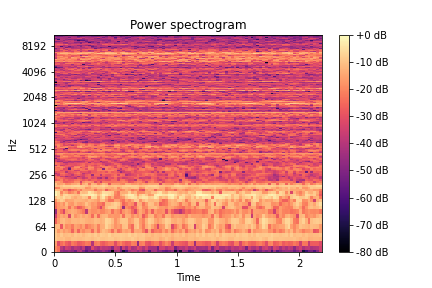 Power spectrogram
Hz
8192
4096
2048
1024
512
256
128
64
0
0
0.5
1
1.5
2
Time
+0 dB
-10 dB
-20 dB
-30 dB
-40 dB
-50 dB
-60 dB
-70 dB
-80 dB